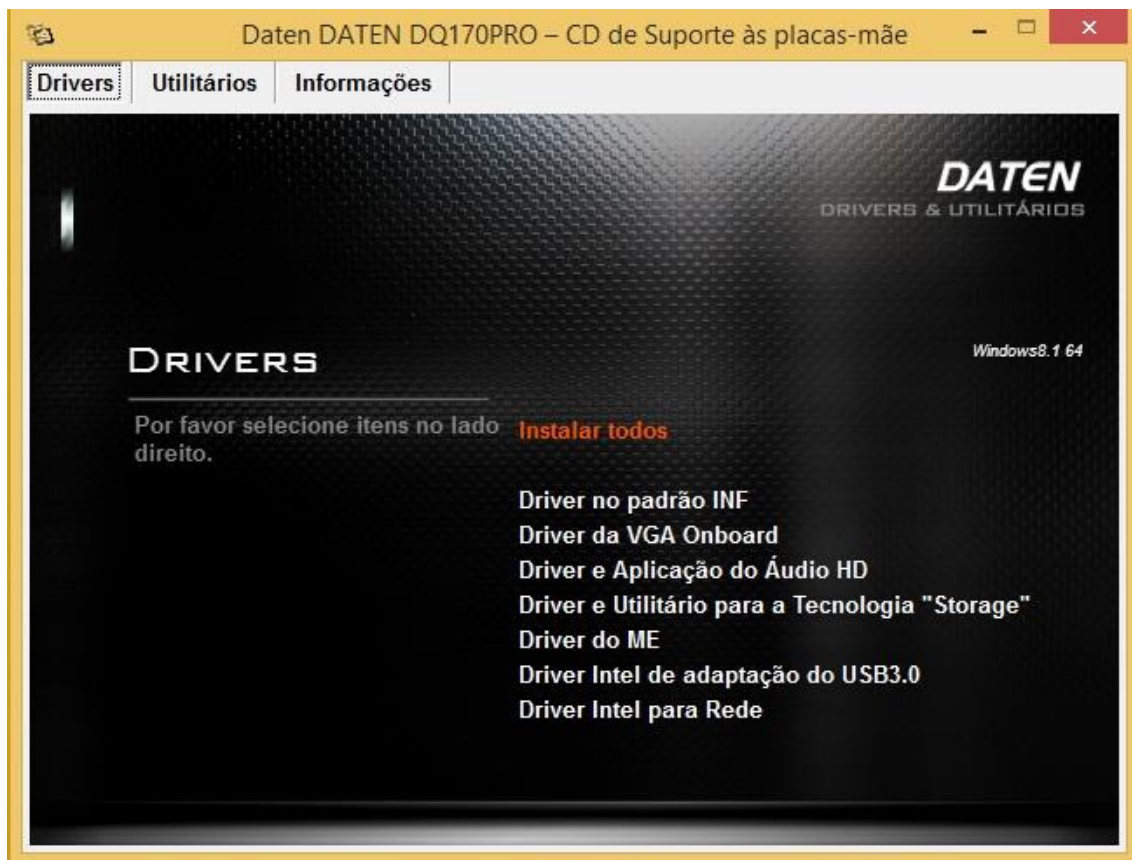 Daten DATEN DQ170PRO – CD de Suporte às placas-mãe
Drivers Utilitários Informações
DATEN
DRIVERS & UTILITÁRIOS
DRIVERS
Windows8.1 64
Por favor selecione itens no lado
direito.
Instalar todos
Driver no padrão INF
Driver da VGA Onboard
Driver e Aplicação do Áudio HD
Driver e Utilitário para a Tecnologia "Storage"
Driver do ME
Driver Intel de adaptação do USB3.0
Driver Intel para Rede